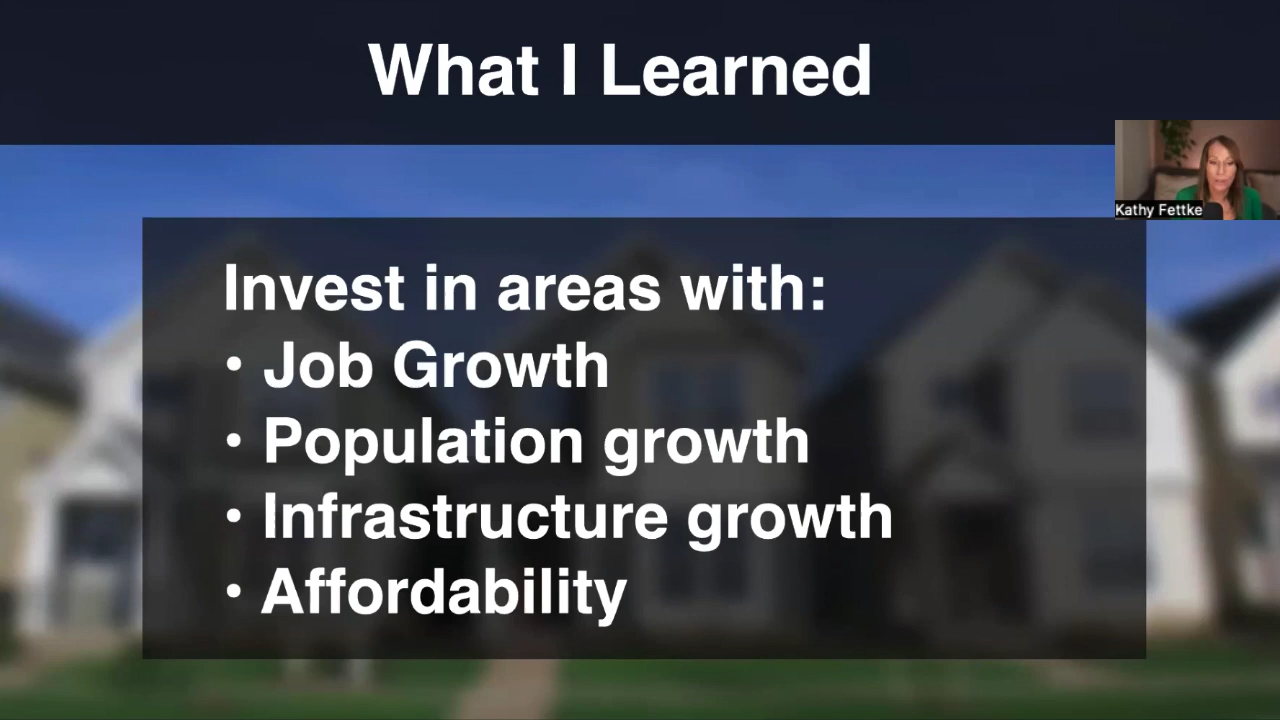 What I Learned
Kathy Fettke
Invest in areas with:
• Job Growth
• Population growth
• Infrastructure growth
• Affordability